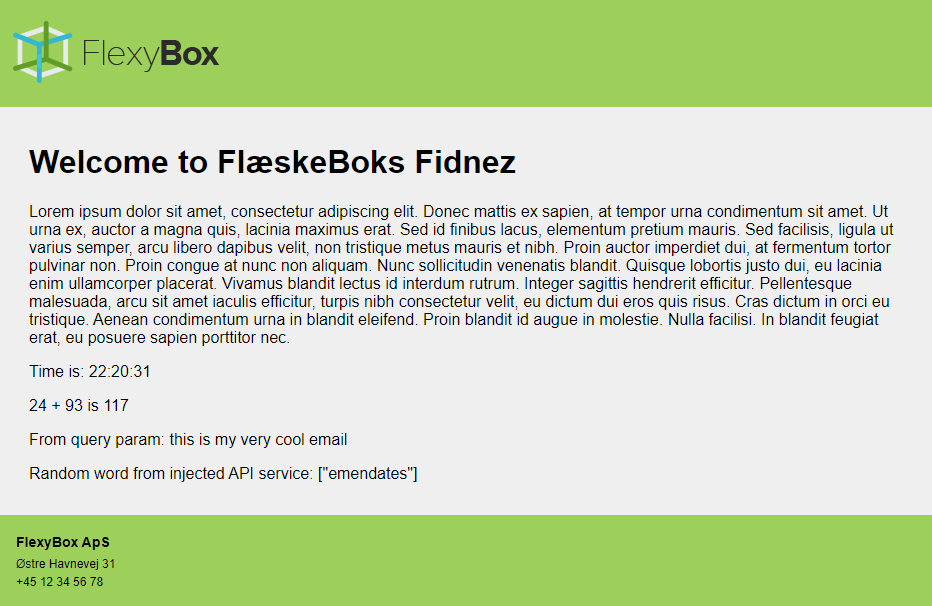 FlexyBox
Welcome to FlæskeBoks Fidnez
Lorem ipsum dolor sit amet, consectetur adipiscing elit. Donec mattis ex sapien, at tempor urna condimentum sit amet. Ut
urna ex, auctor a magna quis, lacinia maximus erat. Sed id finibus lacus, elementum pretium mauris. Sed facilisis, ligula ut
varius semper, arcu libero dapibus velit, non tristique metus mauris et nibh. Proin auctor imperdiet dui, at fermentum tortor
pulvinar non. Proin congue at nunc non aliquam. Nunc sollicitudin venenatis blandit. Quisque lobortis justo dui, eu lacinia
enim ullamcorper placerat. Vivamus blandit lectus id interdum rutrum. Integer sagittis hendrerit efficitur. Pellentesque
malesuada, arcu sit amet iaculis efficitur, turpis nibh consectetur velit, eu dictum dui eros quis risus. Cras dictum in orci eu
tristique. Aenean condimentum urna in blandit eleifend. Proin blandit id augue in molestie. Nulla facilisi. In blandit feugiat
erat, eu posuere sapien porttitor nec.
Time is: 22:20:31
24 + 93 is 117
From query param: this is my very cool email
Random word from injected API service: ["emendates"]
FlexyBox ApS
Østre Havnevej 31
+45 12 34 56 78